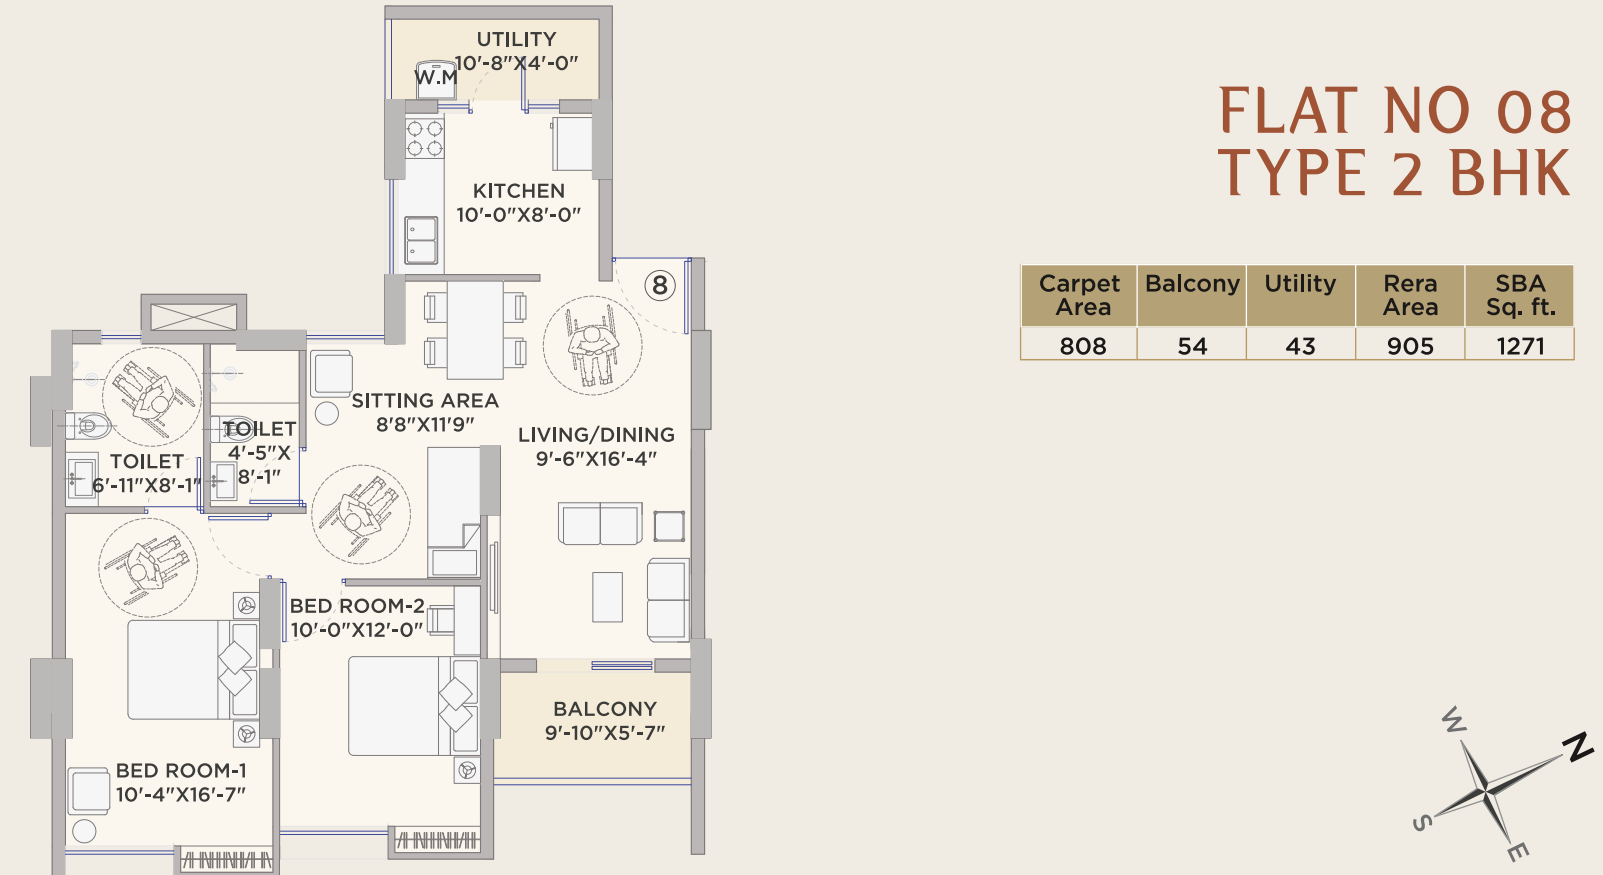 UTILITY
10'-8"X4'-0"
W.M
KITCHEN
10'-0"X8'-0"
8
SITTING AREA
8'8"X11'9"
LIVING/DINING
9'-6"X16'-4"
TOILET
4'-5"X
8'-1"
TOILET
6'-11"X8'-1"
BED ROOM-2
10'-0"X12'-0"
BALCONY
9'-10"X5'-7"
BED ROOM-1
10'-4"X16'-7"
FLAT NO 08
TYPE 2 BHK
Carpet Area Balcony Utility Rera Area SBA Sq. ft.
808 54 43 905 1271
W
N
S
E